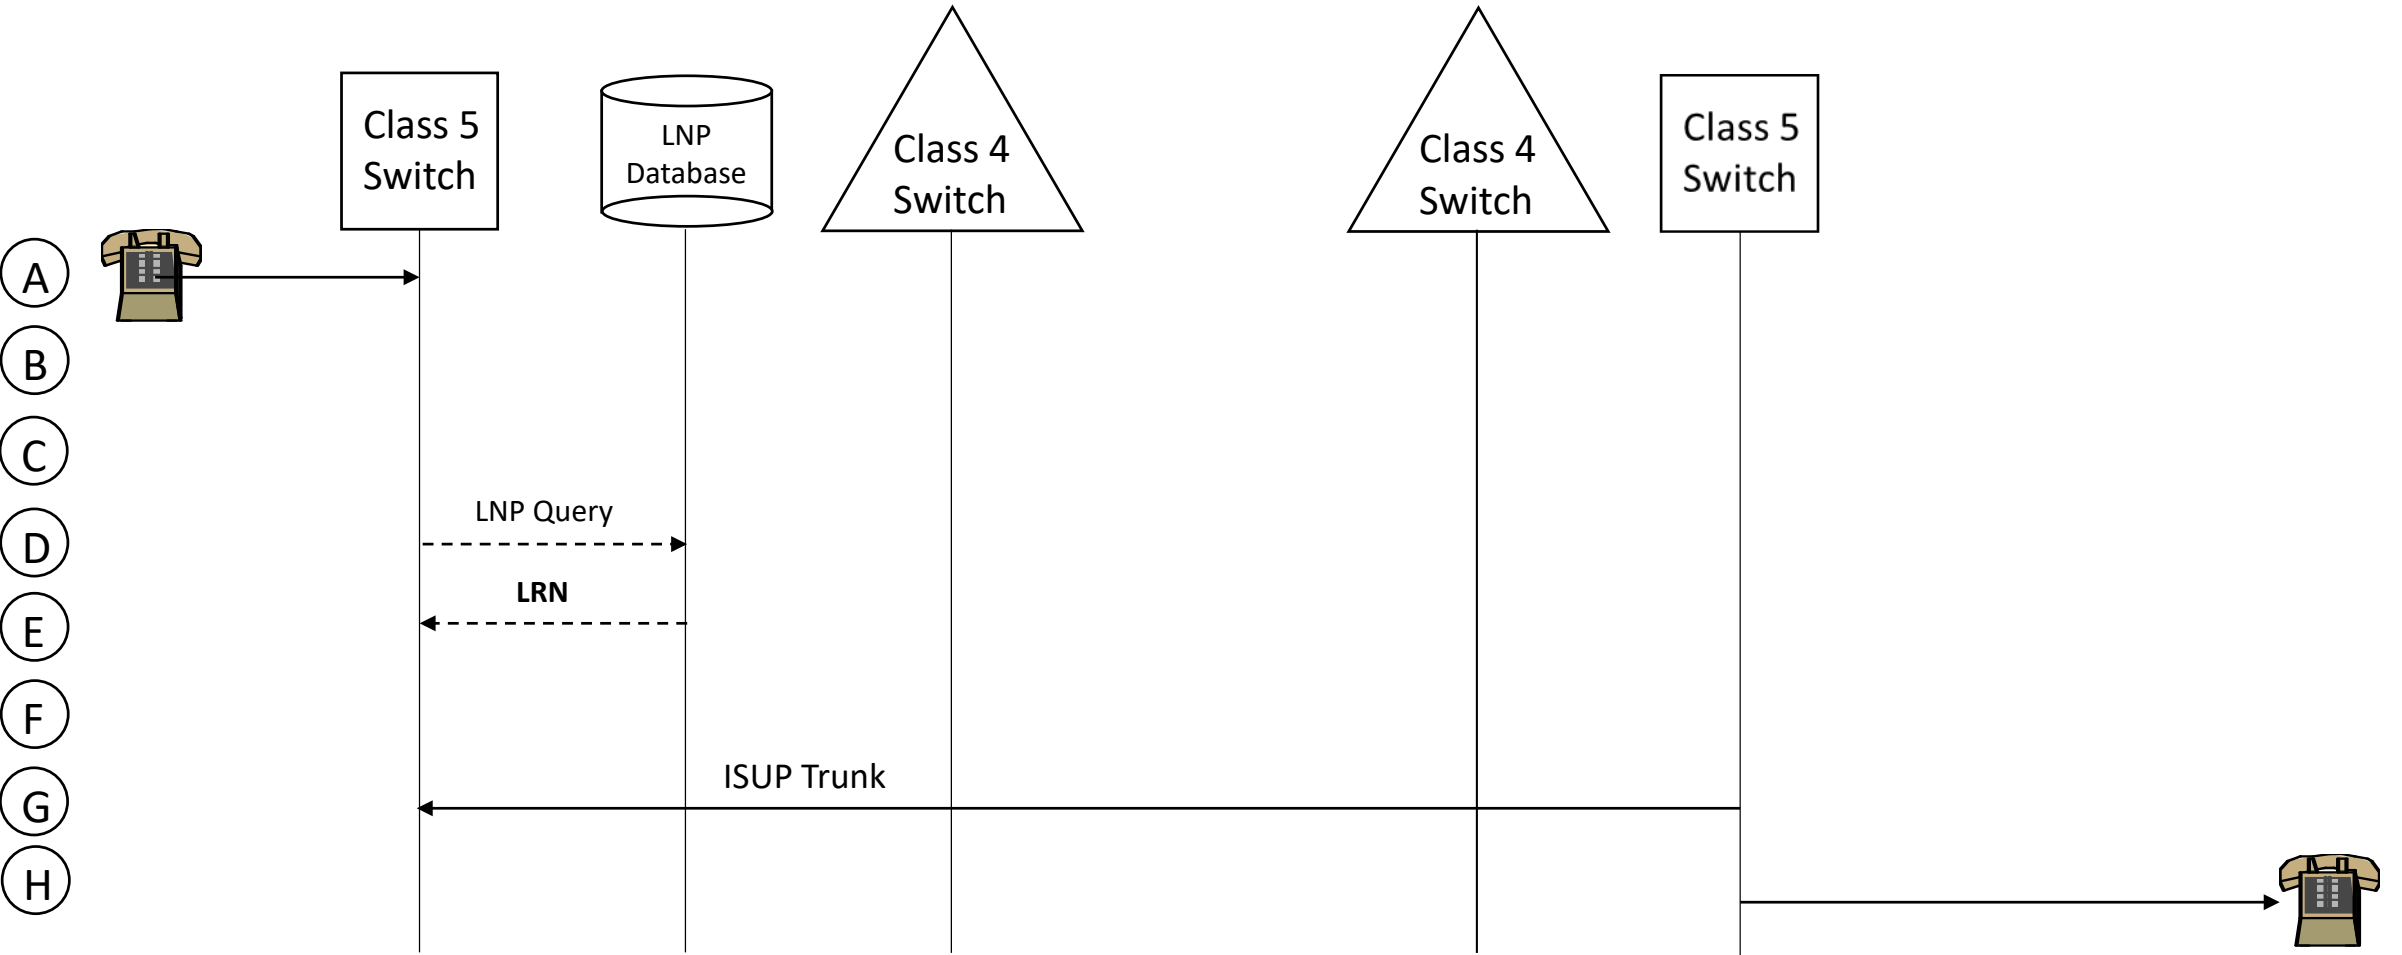 Class 5
Switch
LNP
Database
Class 4
Switch
Class 4
Switch
Class 5
Switch
A
B
C
D
LNP Query
E
LRN
F
G
ISUP Trunk
H